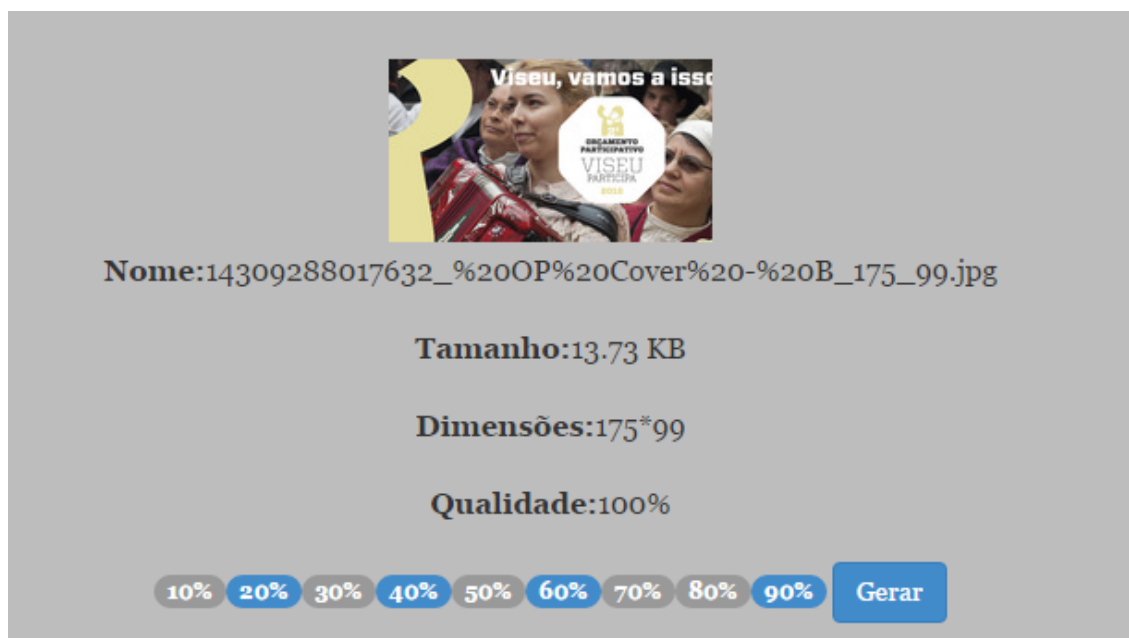 Viseu, vamos a isso
ORÇAMENTO
PARTICIPATIVO
VISEU
PARTICIPA
Nome:14309288017632_%20OP%20Cover%20-%20B_175_99.jpg
Tamanho:13.73 KB
Dimensões:175*99
Qualidade:100%
10% 20% 30% 40% 50% 60% 70% 80% 90% Gerar